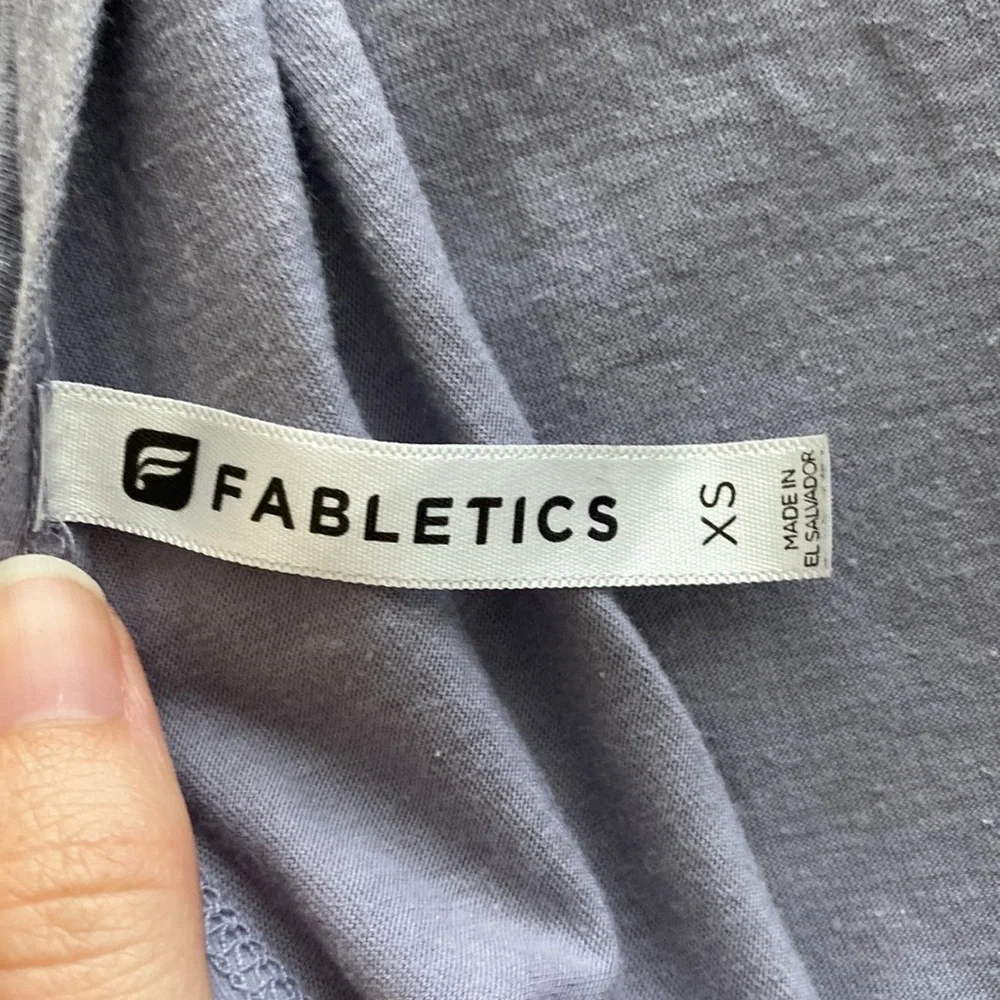 FABLETICS
XS
MADE IN
EL SALVADOR